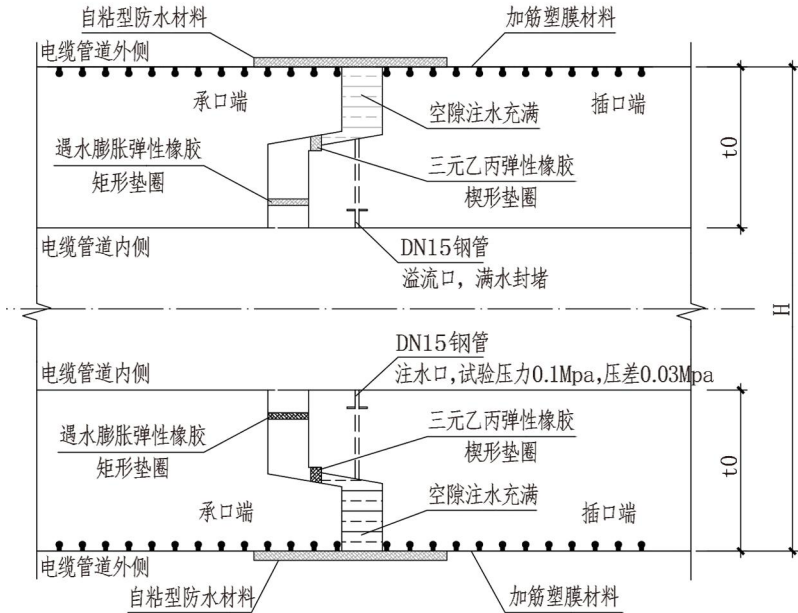 自粘型防水材料
加筋塑膜材料
电缆管道外侧
承口端
空隙注水充满
插口端
遇水膨胀弹性橡胶
矩形垫圈
三元乙丙弹性橡胶
楔形垫圈
t0
电缆管道内侧
DN15钢管
溢流口，满水封堵
H
DN15钢管
电缆管道内侧
注水口，试验压力0.1Mpa，压差0.03Mpa
遇水膨胀弹性橡胶
矩形垫圈
三元乙丙弹性橡胶
楔形垫圈
t0
承口端
空隙注水充满
插口端
电缆管道外侧
自粘型防水材料
加筋塑膜材料